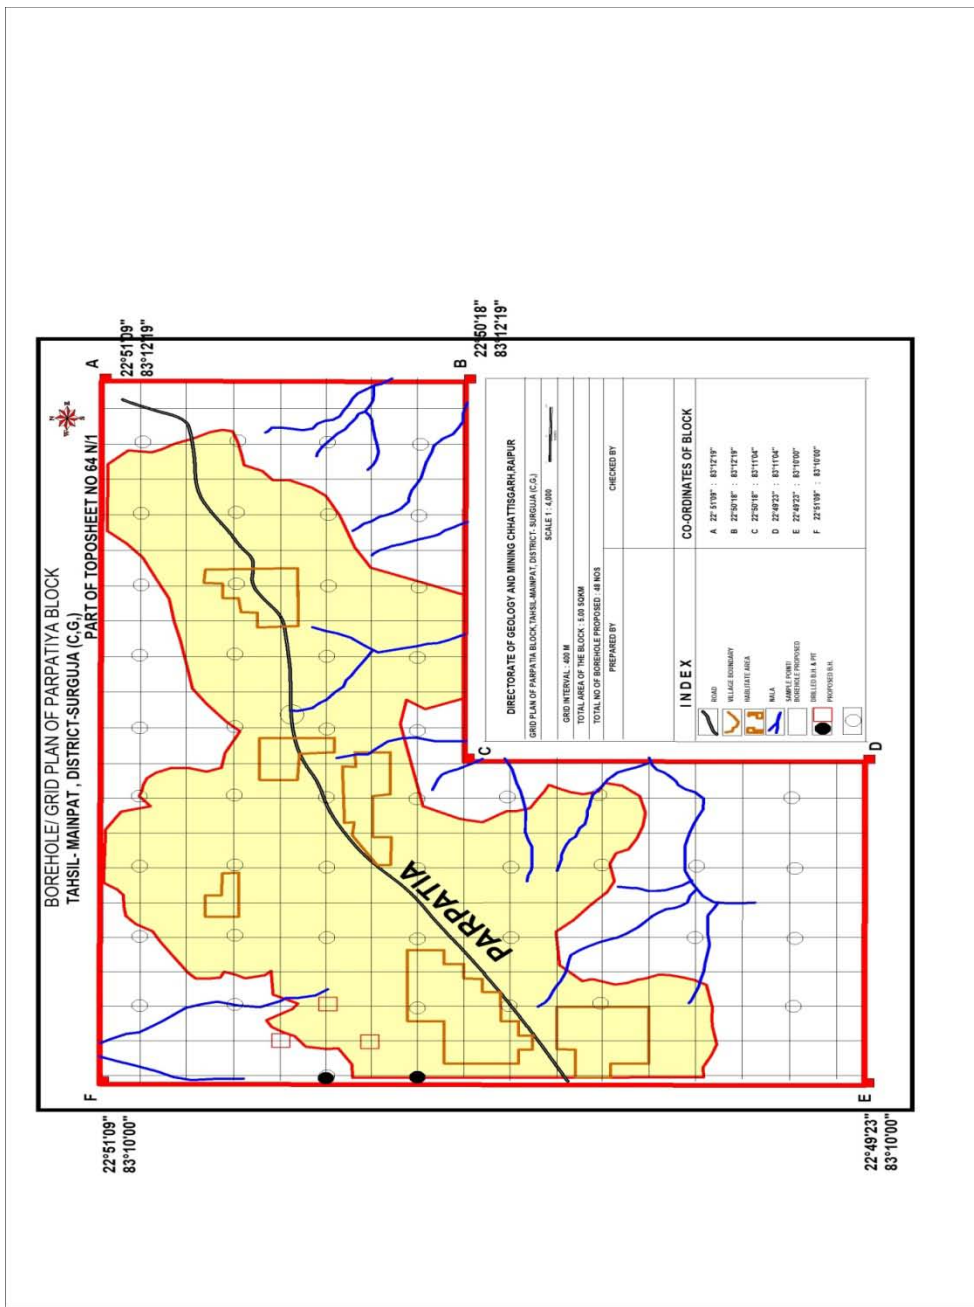 BOREHOLE/ GRID PLAN OF PARPATIYA BLOCK
TAHSIL- MAINPAT , DISTRICT-SURGUJA (C,G,)
PART OF TOPOSHEET NO 64 N/1
N
E
S
W
F
22°51'09"
83°10'00"
A
22°51'09"
83°12'19"
B
22°50'18"
83°12'19"
C
D
E
22°49'23"
83°10'00"
PARPATIA
DIRECTORATE OF GEOLOGY AND MINING CHHATTISGARH,RAIPUR
GRID PLAN OF PARPATIA BLOCK,TAHSIL-MAINPAT, DISTRICT- SURGUJA (C,G,)
SCALE 1 : 4,000
GRID INTERVAL : 400 M
TOTAL AREA OF THE BLOCK : 5.00 SQKM
TOTAL NO OF BOREHOLE PROPOSED : 48 NOS
PREPARED BY
CHECKED BY
I N D E X
ROAD
VILLAGE BOUNDARY
HABLITATE AREA
NALA
SAMPLE POINT/
BOREHOLE PROPOSED
DRILLED B.H. & PIT
PROPOSED B.H.
CO-ORDINATES OF BLOCK
A 22° 51'09" : 83°12'19"
B 22°50'18" : 83°12'19"
C 22°50'18" : 83°11'04"
D 22°49'23" : 83°11'04"
E 22°49'23" : 83°10'00"
F 22°51'09" : 83°10'00"